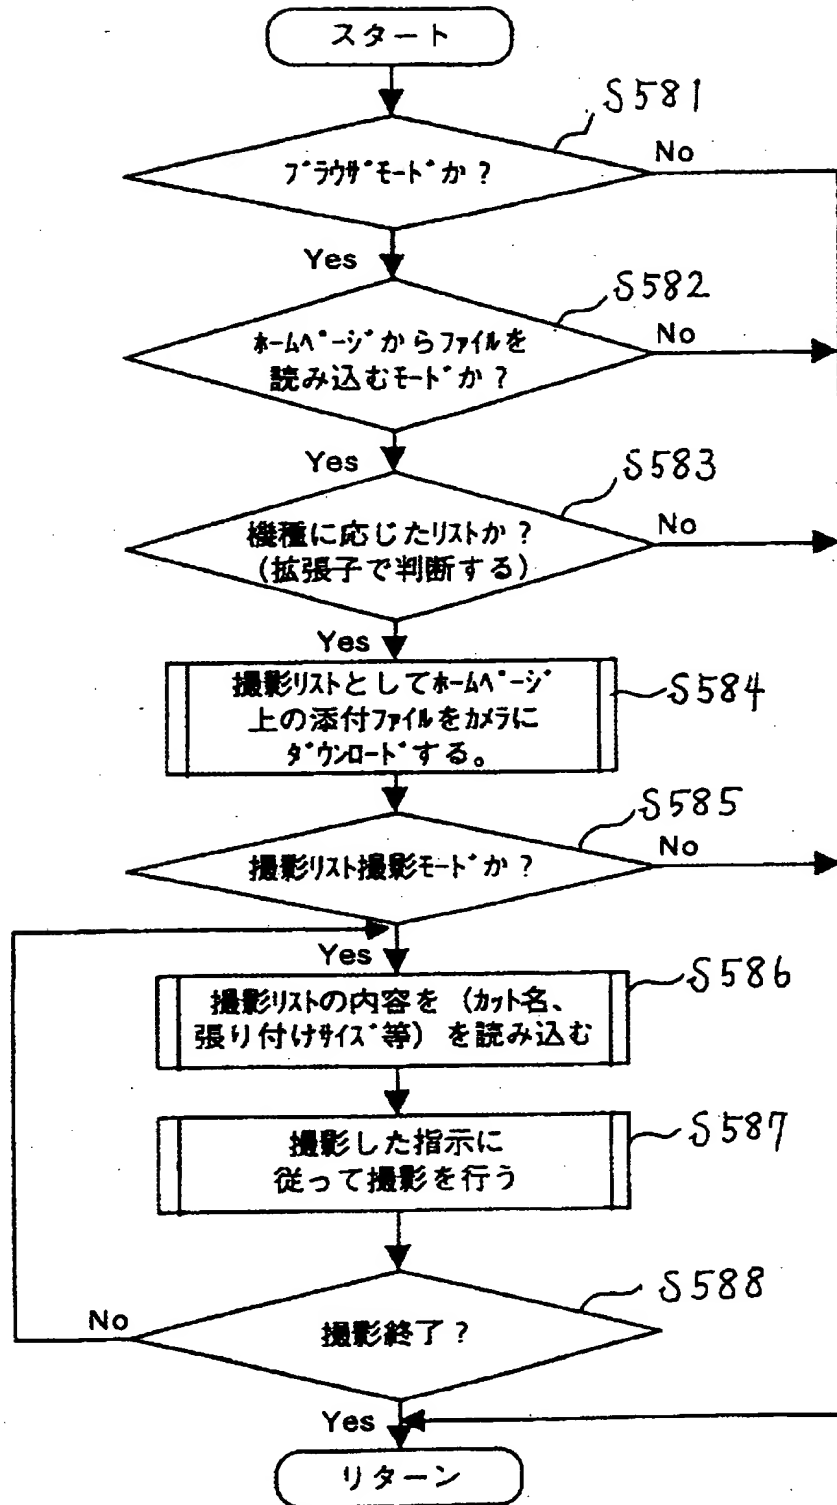 スタート
S581
ブラウザモードか？
No
Yes
S582
ホームページからファイルを
読み込むモードか？
No
Yes
S583
機種に応じたリストか？
（拡張子で判断する）
No
Yes
S584
撮影リストとしてホームページ
上の添付ファイルをカメラに
ダウンロードする。
S585
撮影リスト撮影モードか？
No
Yes
S586
撮影リストの内容を（カット名、
張り付けサイズ等）を読み込む
S587
撮影した指示に
従って撮影を行う
S588
No
撮影終了？
Yes
リターン